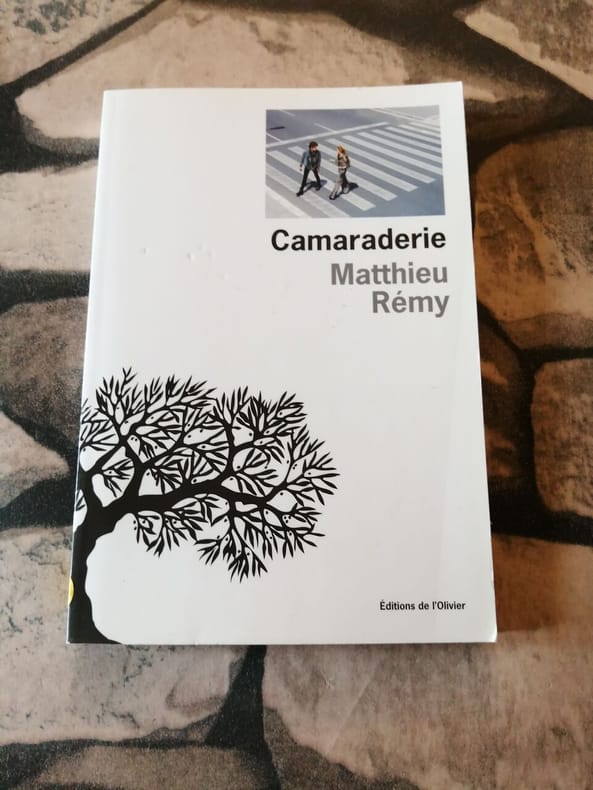 Camaraderie
Matthieu
Rémy
Éditions de l'Olivier